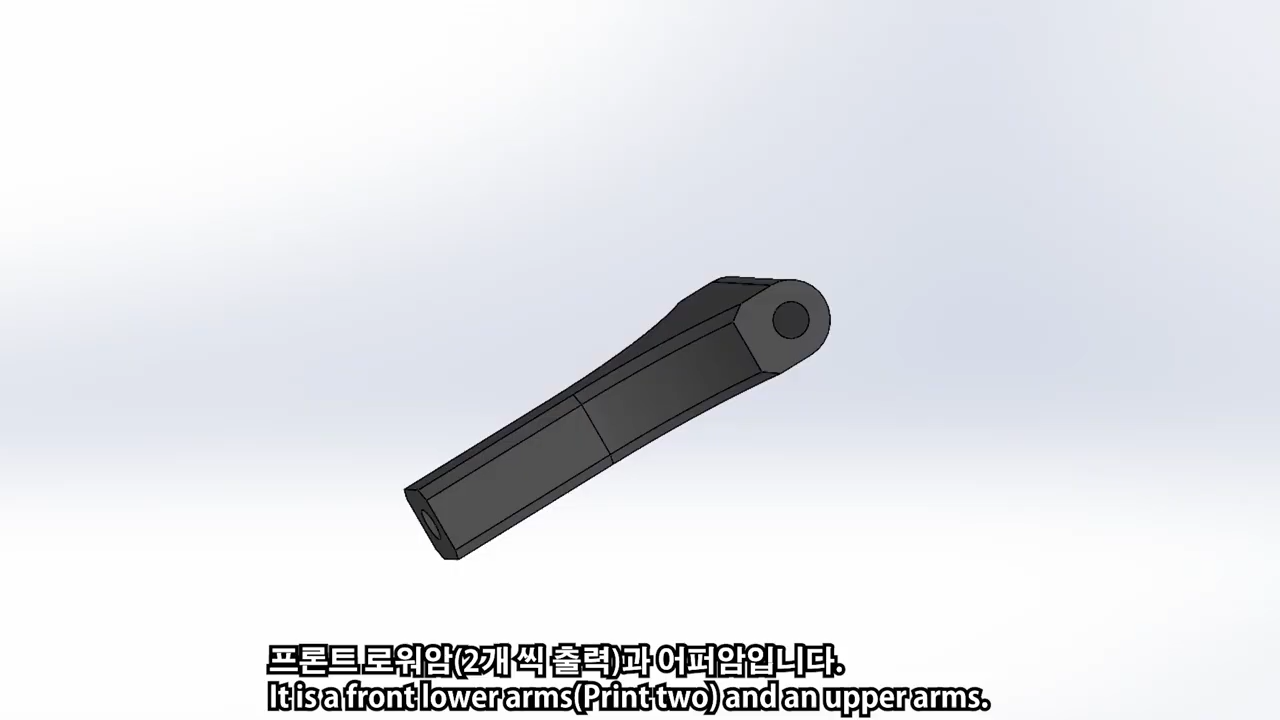 프론트 로워암(2개 씩 출력)과 어퍼암입니다.
It is a front lower arms(Print two) and an upper arms.